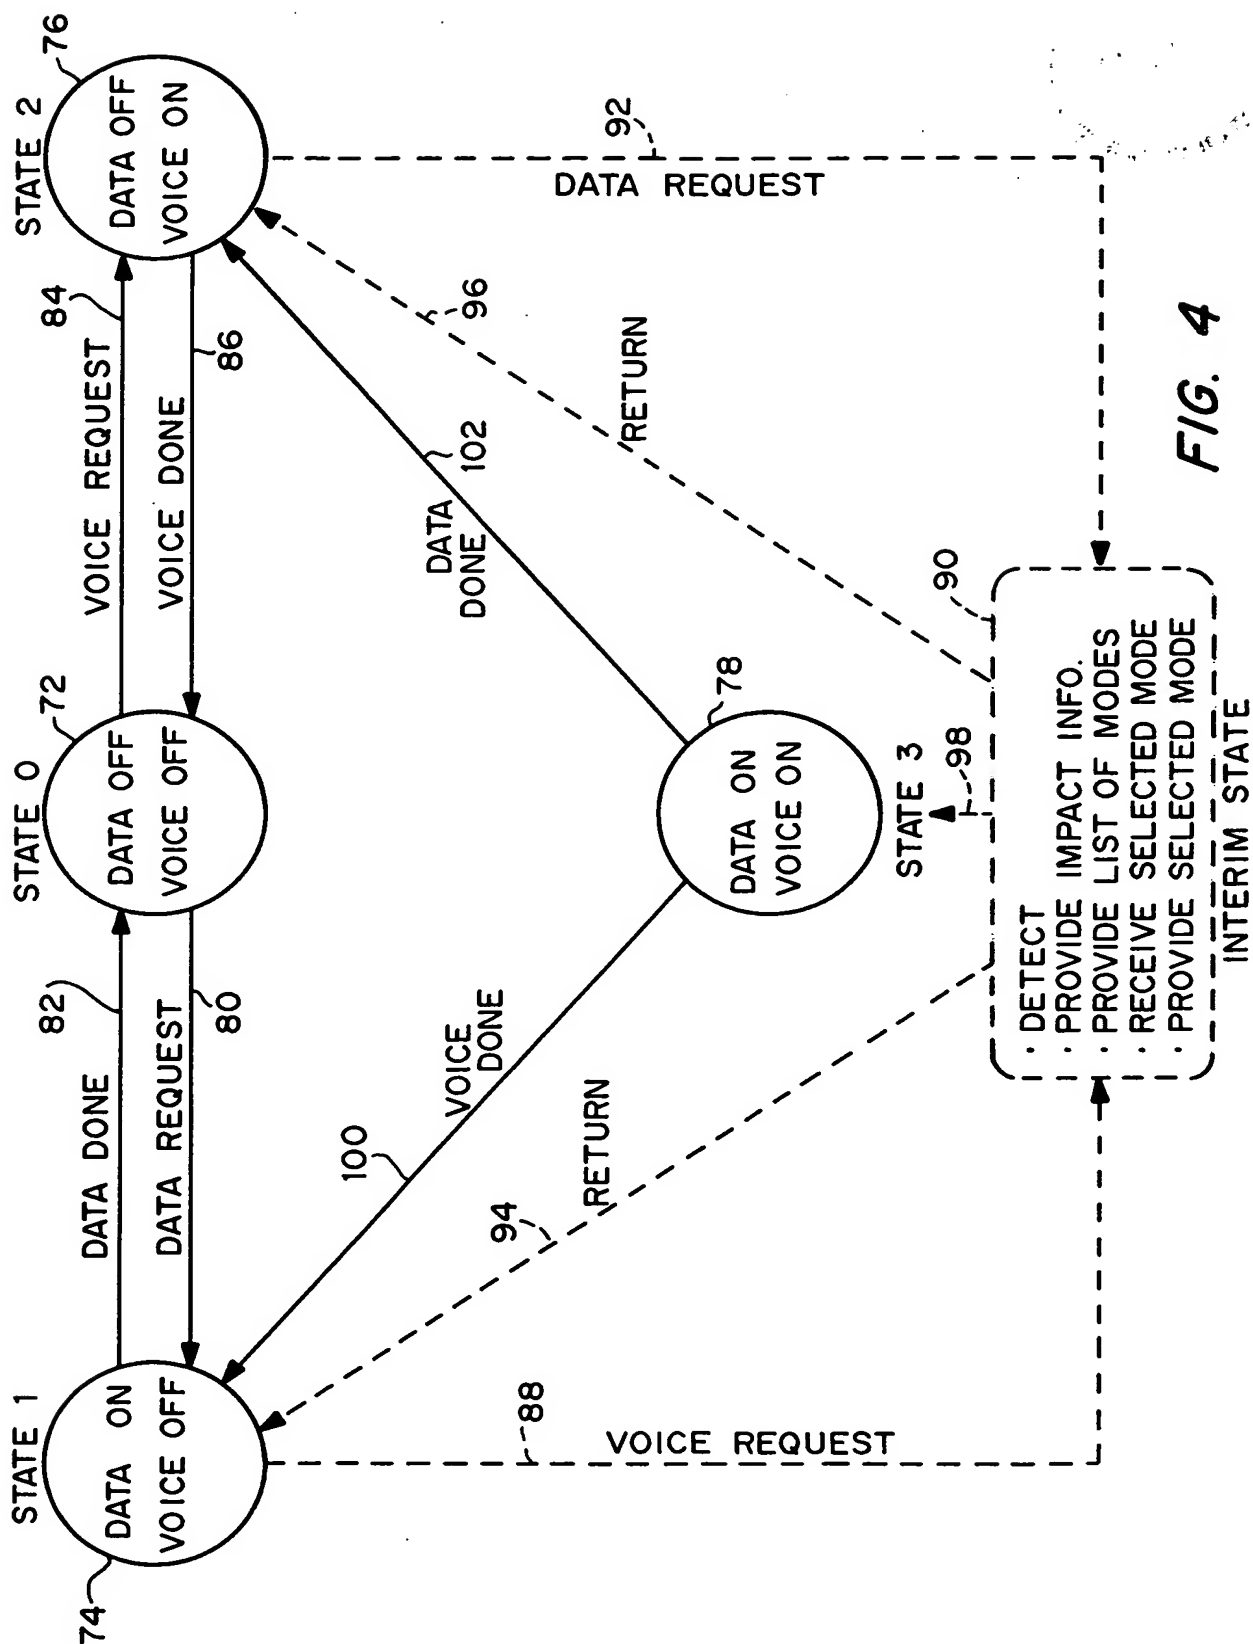 STATE 1
STATE 0
STATE 2
74
DATA ON
VOICE OFF
72
DATA OFF
VOICE OFF
76
DATA OFF
VOICE ON
DATA DONE
82
DATA REQUEST
80
VOICE REQUEST
84
VOICE DONE
86
100
VOICE
DONE
DATA
DONE
102
94
RETURN
RETURN
96
88
VOICE REQUEST
92
DATA REQUEST
78
DATA ON
VOICE ON
STATE 3
98
90
· DETECT
· PROVIDE IMPACT INFO.
· PROVIDE LIST OF MODES
· RECEIVE SELECTED MODE
· PROVIDE SELECTED MODE
INTERIM STATE
FIG. 4